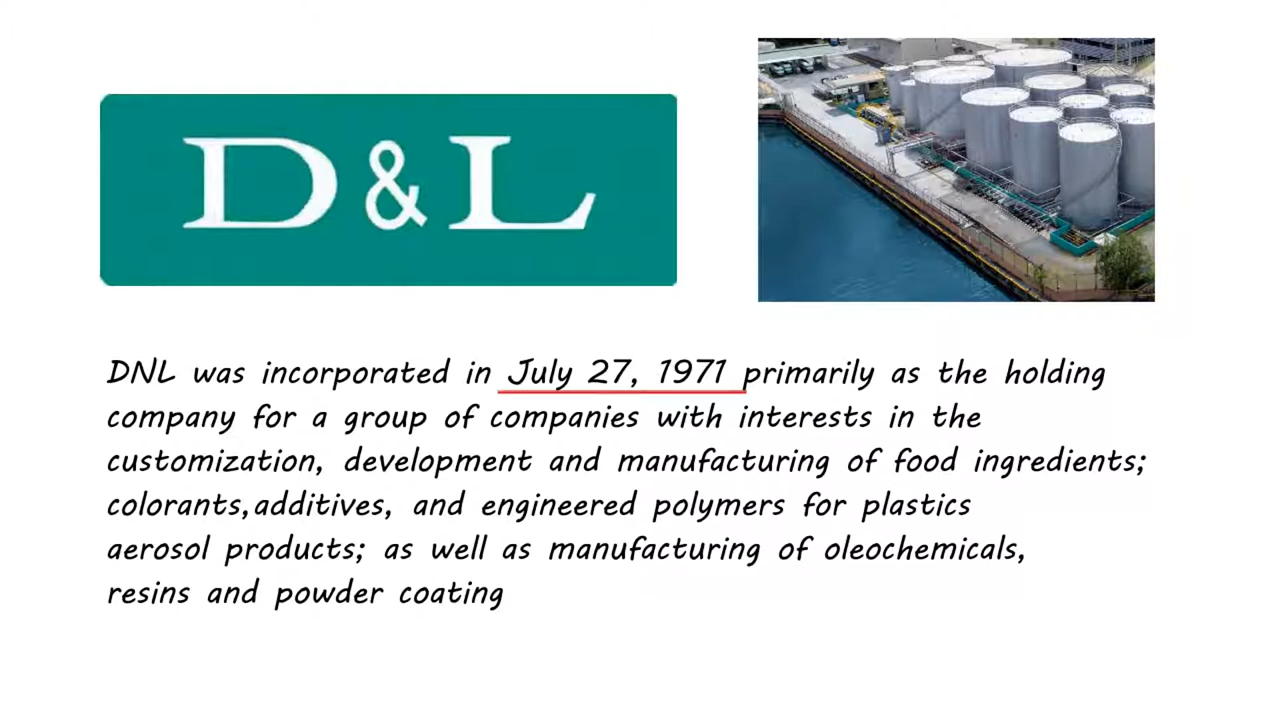 D&L
DNL was incorporated in July 27, 1971 primarily as the holding
company for a group of companies with interests in the
customization, development and manufacturing of food ingredients;
colorants,additives, and engineered polymers for plastics
aerosol products; as well as manufacturing of oleochemicals,
resins and powder coating